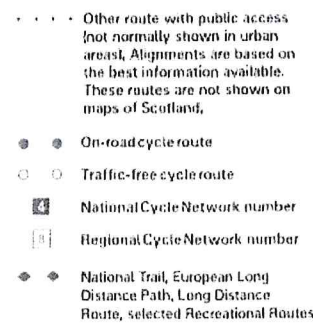 Other route with public access
(not normally shown in urban
areas). Alignments are based on
the best information available.
These routes are not shown on
maps of Scotland.
On-road cycle route
Traffic-free cycle route
4 National Cycle Network number
8 Regional Cycle Network number
National Trail, European Long
Distance Path, Long Distance
Route, selected Recreational Routes